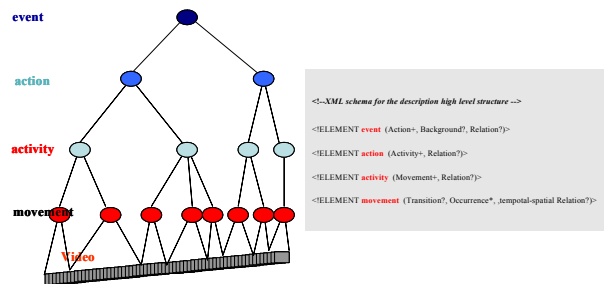 event
action
activity
movement
Video
<!--XML schema for the description high level structure -->
<!ELEMENT event (Action+, Background?, Relation?)>
<!ELEMENT action (Activity+, Relation?)>
<!ELEMENT activity (Movement+, Relation?)>
<!ELEMENT movement (Transition?, Occurrence*, ,tempotal-spatial Relation?)>